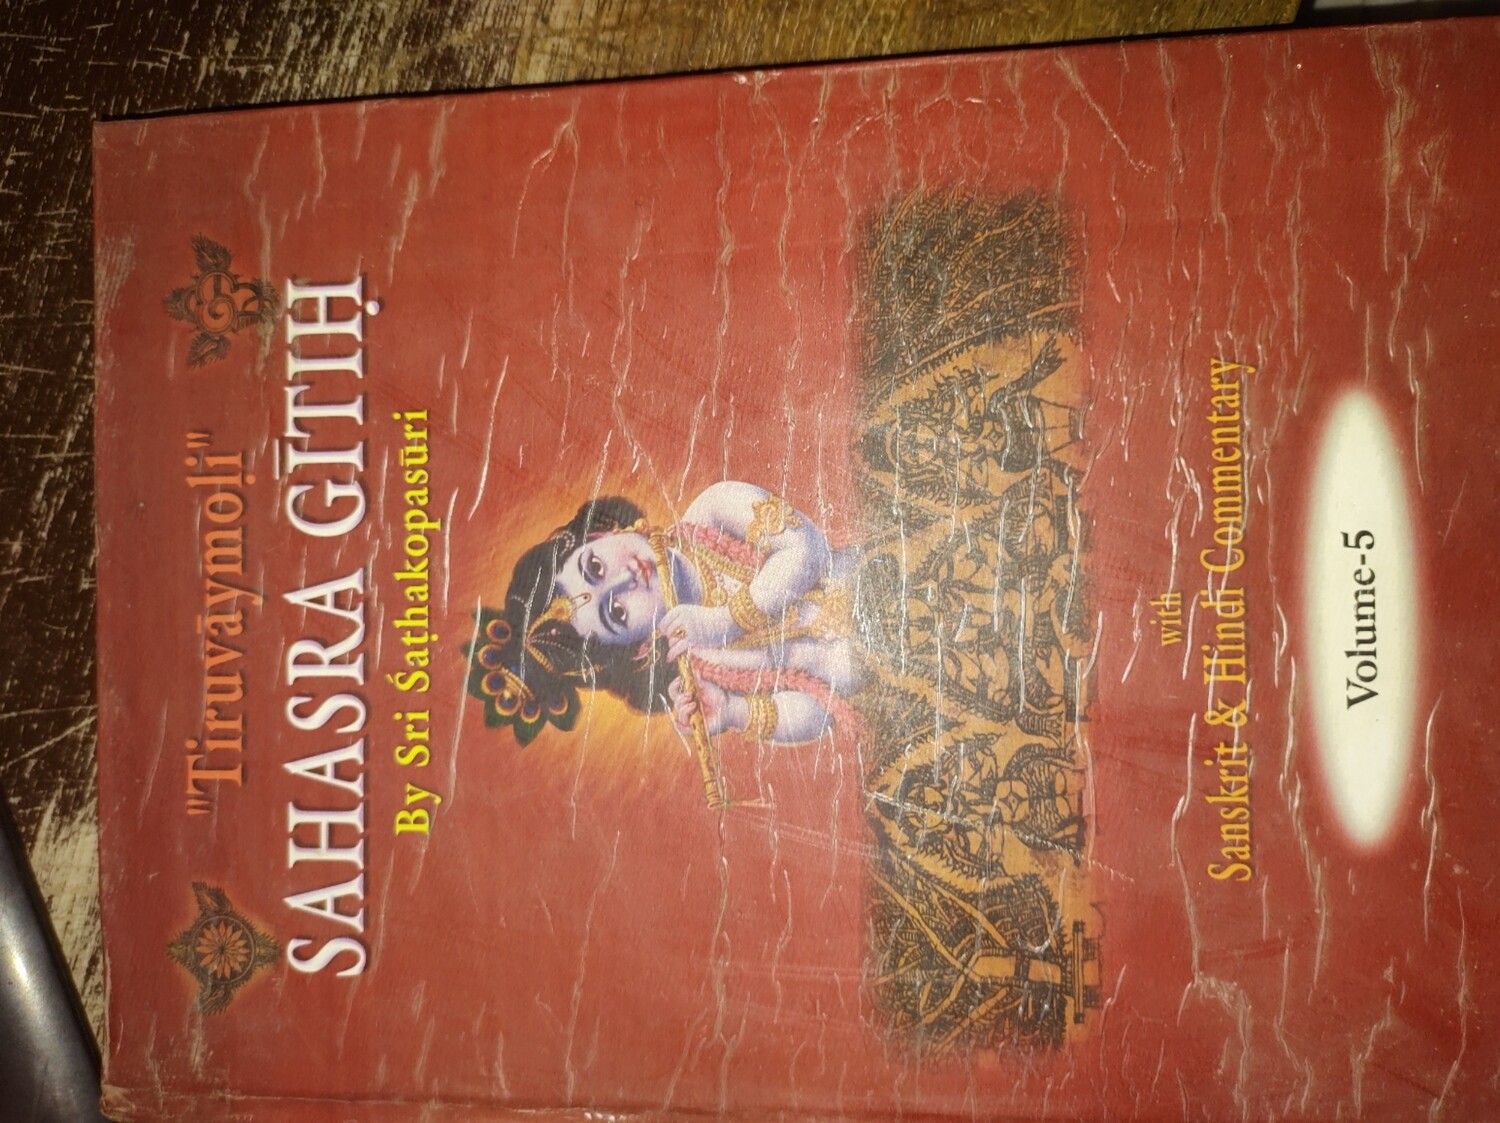 "Tiruvāymoḷi"
SAHASRA GĪTIḤ
By Sri Śaṭhakopasūri
with
Sanskrit & Hindi Commentary
Volume-5